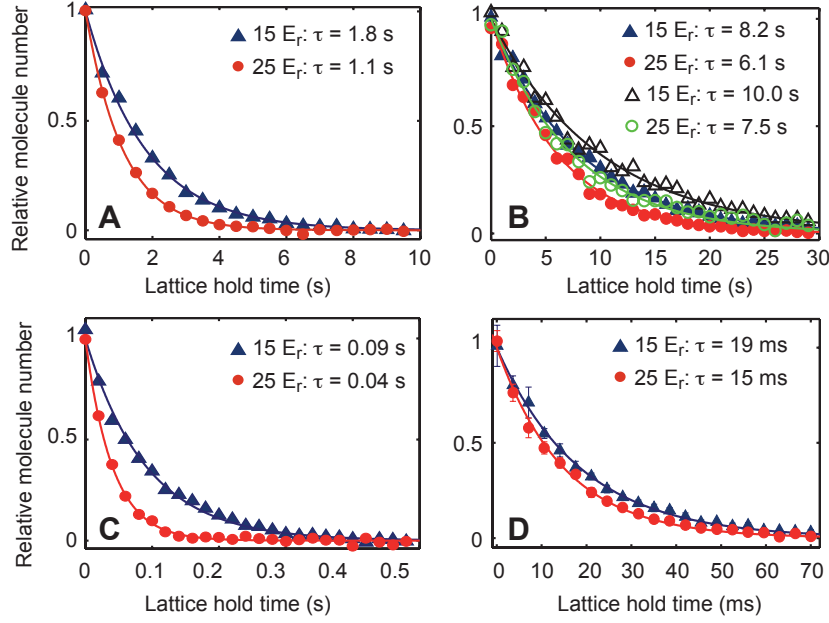 1
0.5
0
Relative molecule number
15 Eᵣ: τ = 1.8 s
25 Eᵣ: τ = 1.1 s
A
0 2 4 6 8 10
Lattice hold time (s)
1
0.5
0
15 Eᵣ: τ = 8.2 s
25 Eᵣ: τ = 6.1 s
15 Eᵣ: τ = 10.0 s
25 Eᵣ: τ = 7.5 s
B
0 5 10 15 20 25 30
Lattice hold time (s)
1
0.5
0
Relative molecule number
15 Eᵣ: τ = 0.09 s
25 Eᵣ: τ = 0.04 s
C
0 0.1 0.2 0.3 0.4 0.5
Lattice hold time (s)
1
0.5
0
15 Eᵣ: τ = 19 ms
25 Eᵣ: τ = 15 ms
D
0 10 20 30 40 50 60 70
Lattice hold time (ms)